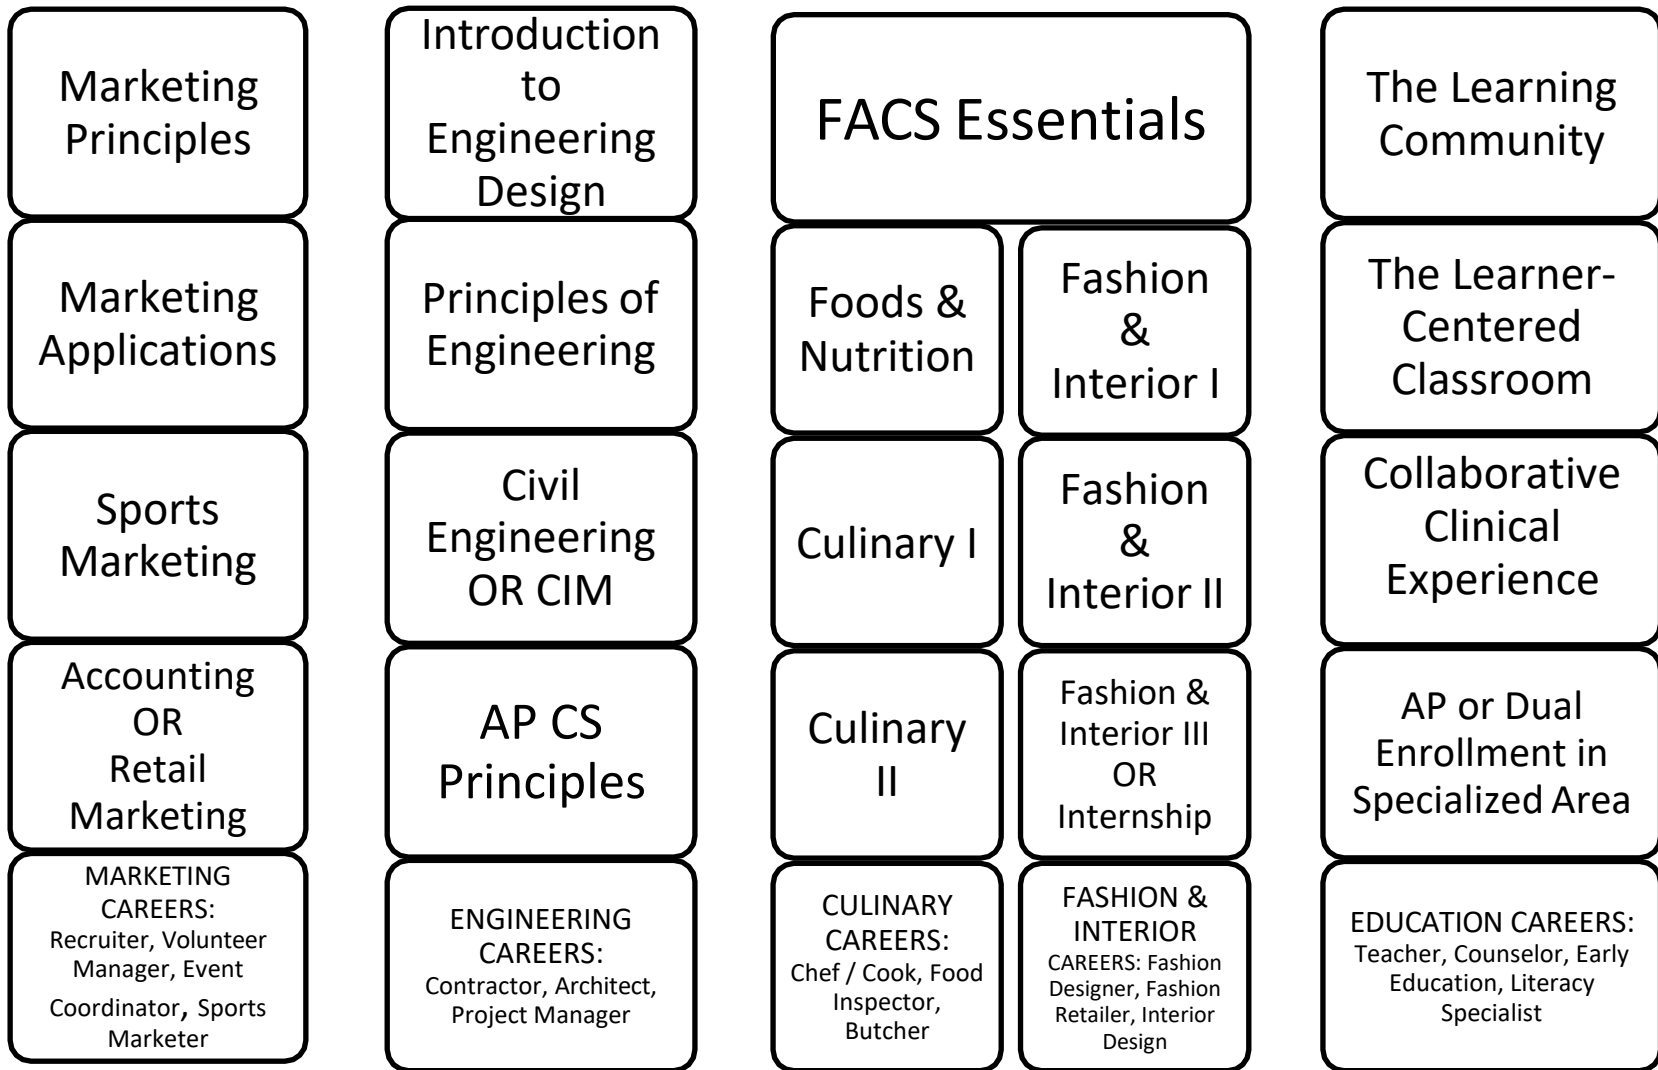 Marketing
Principles
Marketing
Applications
Sports
Marketing
Accounting
OR
Retail
Marketing
MARKETING
CAREERS:
Recruiter, Volunteer
Manager, Event
Coordinator, Sports
Marketer
Introduction
to
Engineering
Design
Principles of
Engineering
Civil
Engineering
OR CIM
AP CS
Principles
ENGINEERING
CAREERS:
Contractor, Architect,
Project Manager
FACS Essentials
Foods &
Nutrition
Culinary I
Culinary
II
CULINARY
CAREERS:
Chef / Cook, Food
Inspector,
Butcher
Fashion
&
Interior I
Fashion
&
Interior II
Fashion &
Interior III
OR
Internship
FASHION &
INTERIOR
CAREERS: Fashion
Designer, Fashion
Retailer, Interior
Design
The Learning
Community
The Learner-
Centered
Classroom
Collaborative
Clinical
Experience
AP or Dual
Enrollment in
Specialized Area
EDUCATION CAREERS:
Teacher, Counselor, Early
Education, Literacy
Specialist